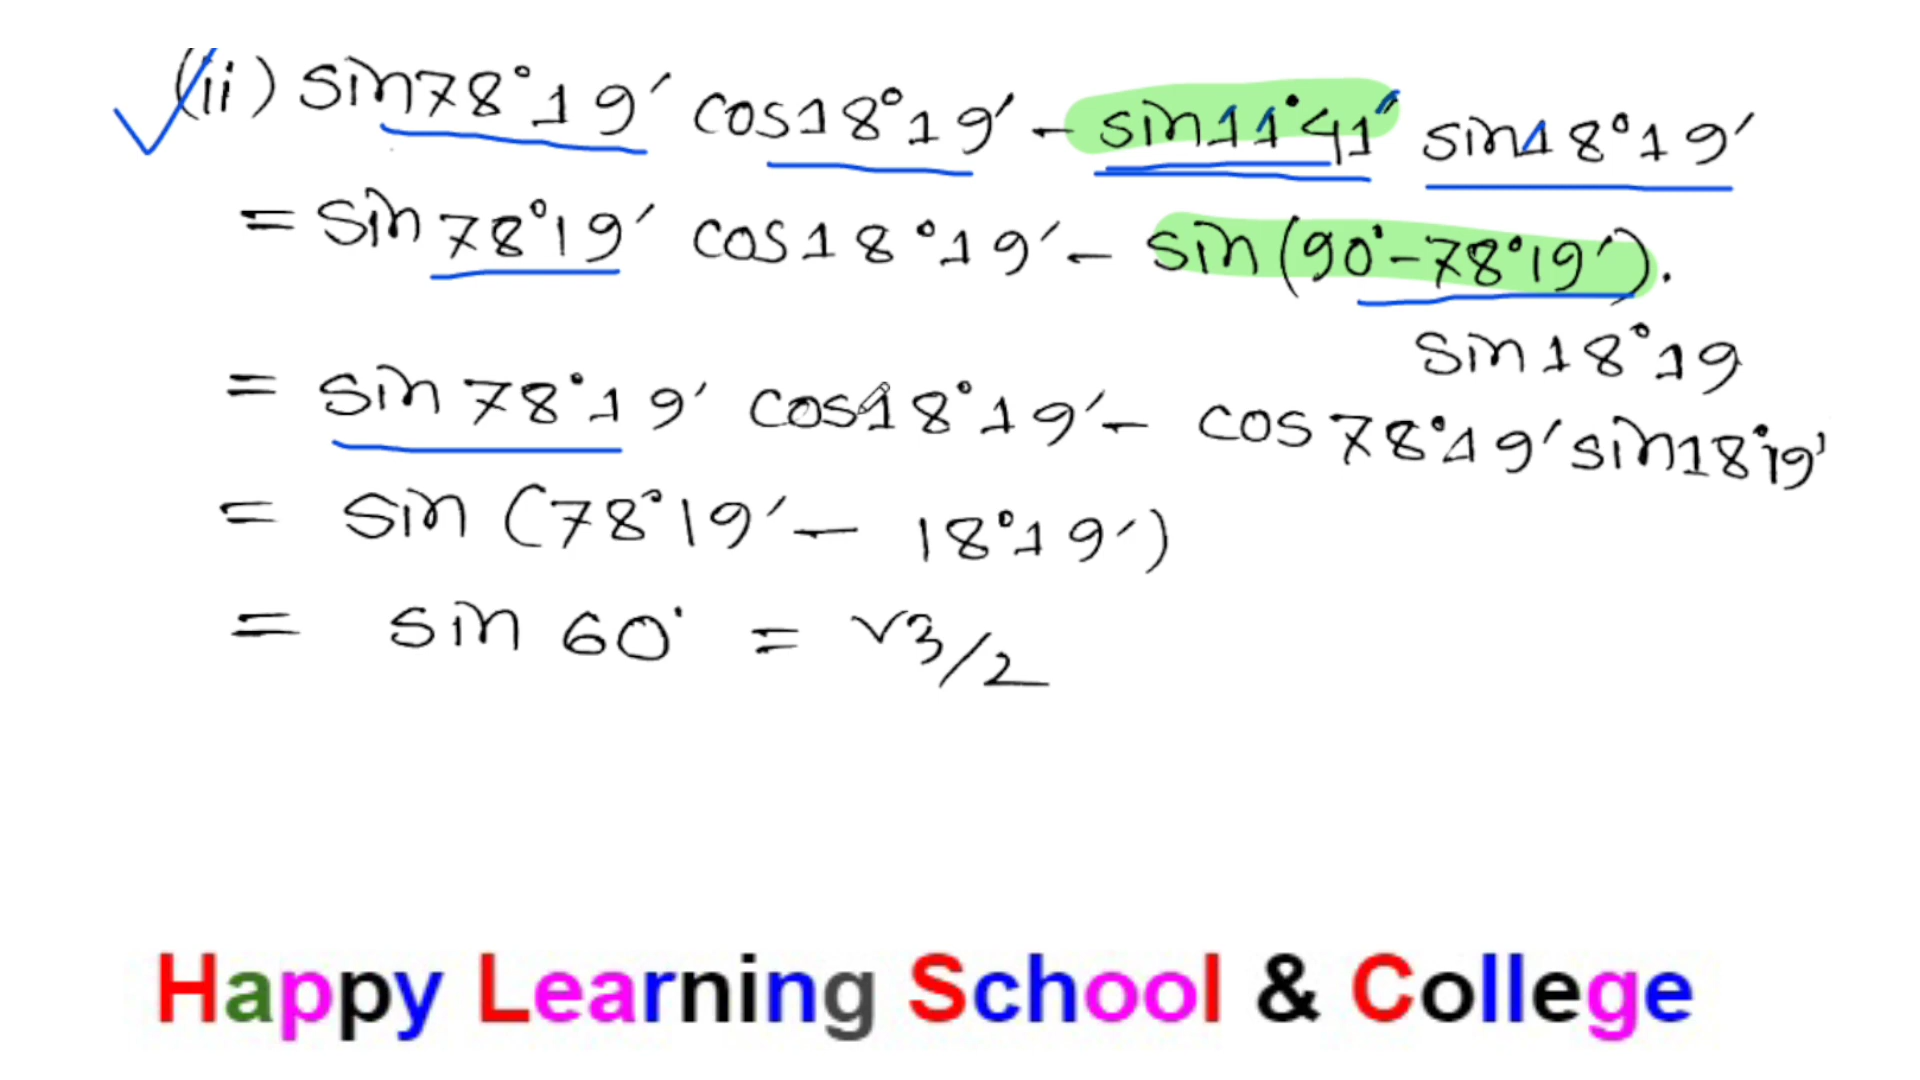 (ii) sin78°19′ cos18°19′ - sin11°41′ sin18°19′
= sin78°19′ cos18°19′ - sin(90°-78°19′).
sin18°19
= sin78°19′ cos18°19′ - cos78°19′ sin18°19′
= sin(78°19′ - 18°19′)
= sin60° = √3/2
Happy Learning School & College